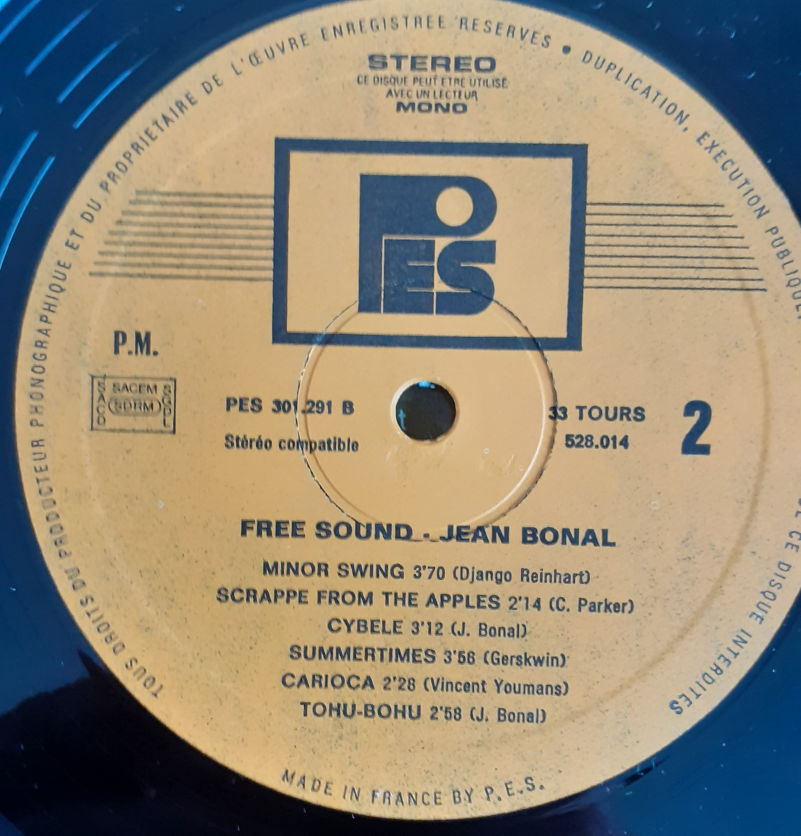 TOUS DROITS DU PRODUCTEUR PHONOGRAPHIQUE ET DU PROPRIETAIRE DE L'ŒUVRE ENREGISTREE RESERVES • DUPLICATION, EXECUTION PUBLIQUE
DE CE DISQUE INTERDITES
STEREO
CE DISQUE PEUT ETRE UTILISÉ
AVEC UN LECTEUR
MONO
PES
P.M.
SACEM
SACD
SDRM
SGDL
PES 301.291 B
Stéréo compatible
33 TOURS
528.014
2
FREE SOUND - JEAN BONAL
MINOR SWING 3'70 (Django Reinhart)
SCRAPPE FROM THE APPLES 2'14 (C. Parker)
CYBELE 3'12 (J. Bonal)
SUMMERTIMES 3'56 (Gerskwin)
CARIOCA 2'28 (Vincent Youmans)
TOHU-BOHU 2'58 (J. Bonal)
MADE IN FRANCE BY P.E.S.